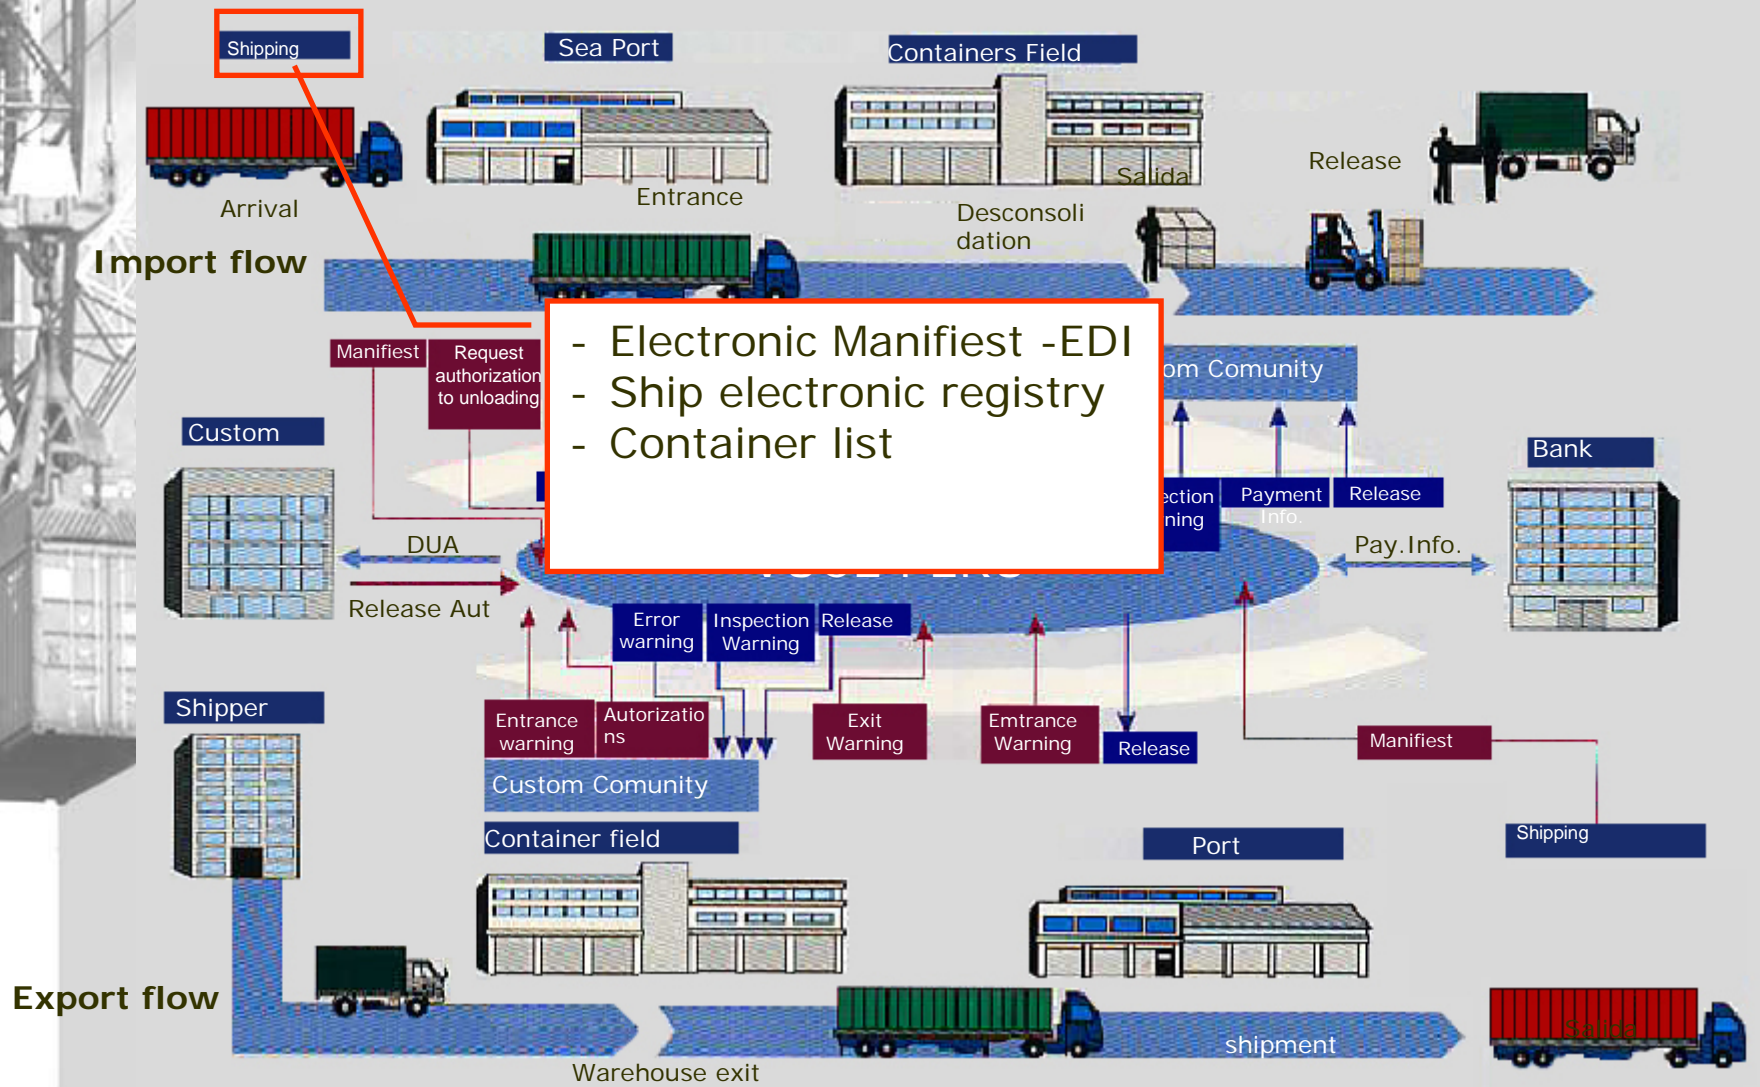 Shipping
Sea Port
Containers Field
Release
Salida
Entrance
Arrival
Desconsoli
dation
Import flow
- Electronic Manifiest -EDI
- Ship electronic registry
- Container list
Manifiest
Request
authorization
to unloading
om Comunity
Custom
Bank
ection
ning
Payment
Info.
Release
DUA
Pay.Info.
Release Aut
Error
warning
Inspection
Warning
Release
Shipper
Entrance
warning
Autorizatio
ns
Exit
Warning
Emtrance
Warning
Release
Manifiest
Custom Comunity
Shipping
Container field
Port
Export flow
Salida
shipment
Warehouse exit